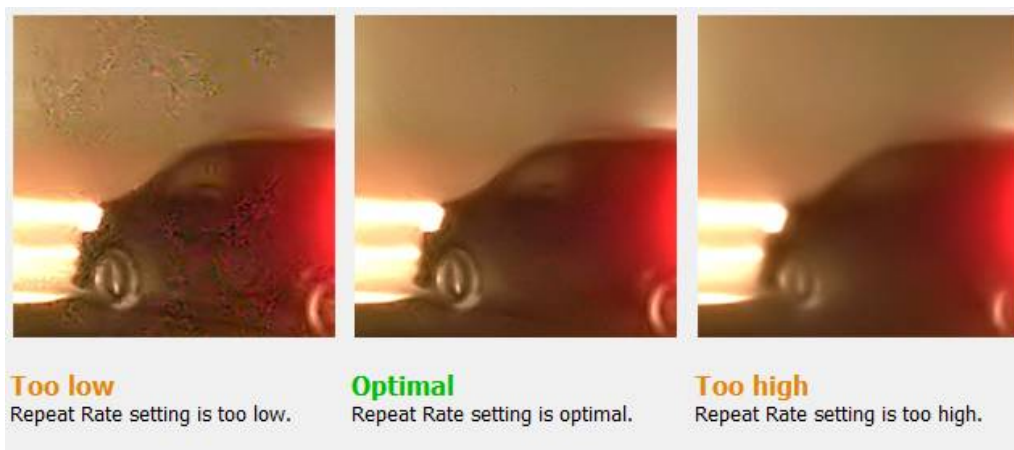 Too low
Repeat Rate setting is too low.
Optimal
Repeat Rate setting is optimal.
Too high
Repeat Rate setting is too high.